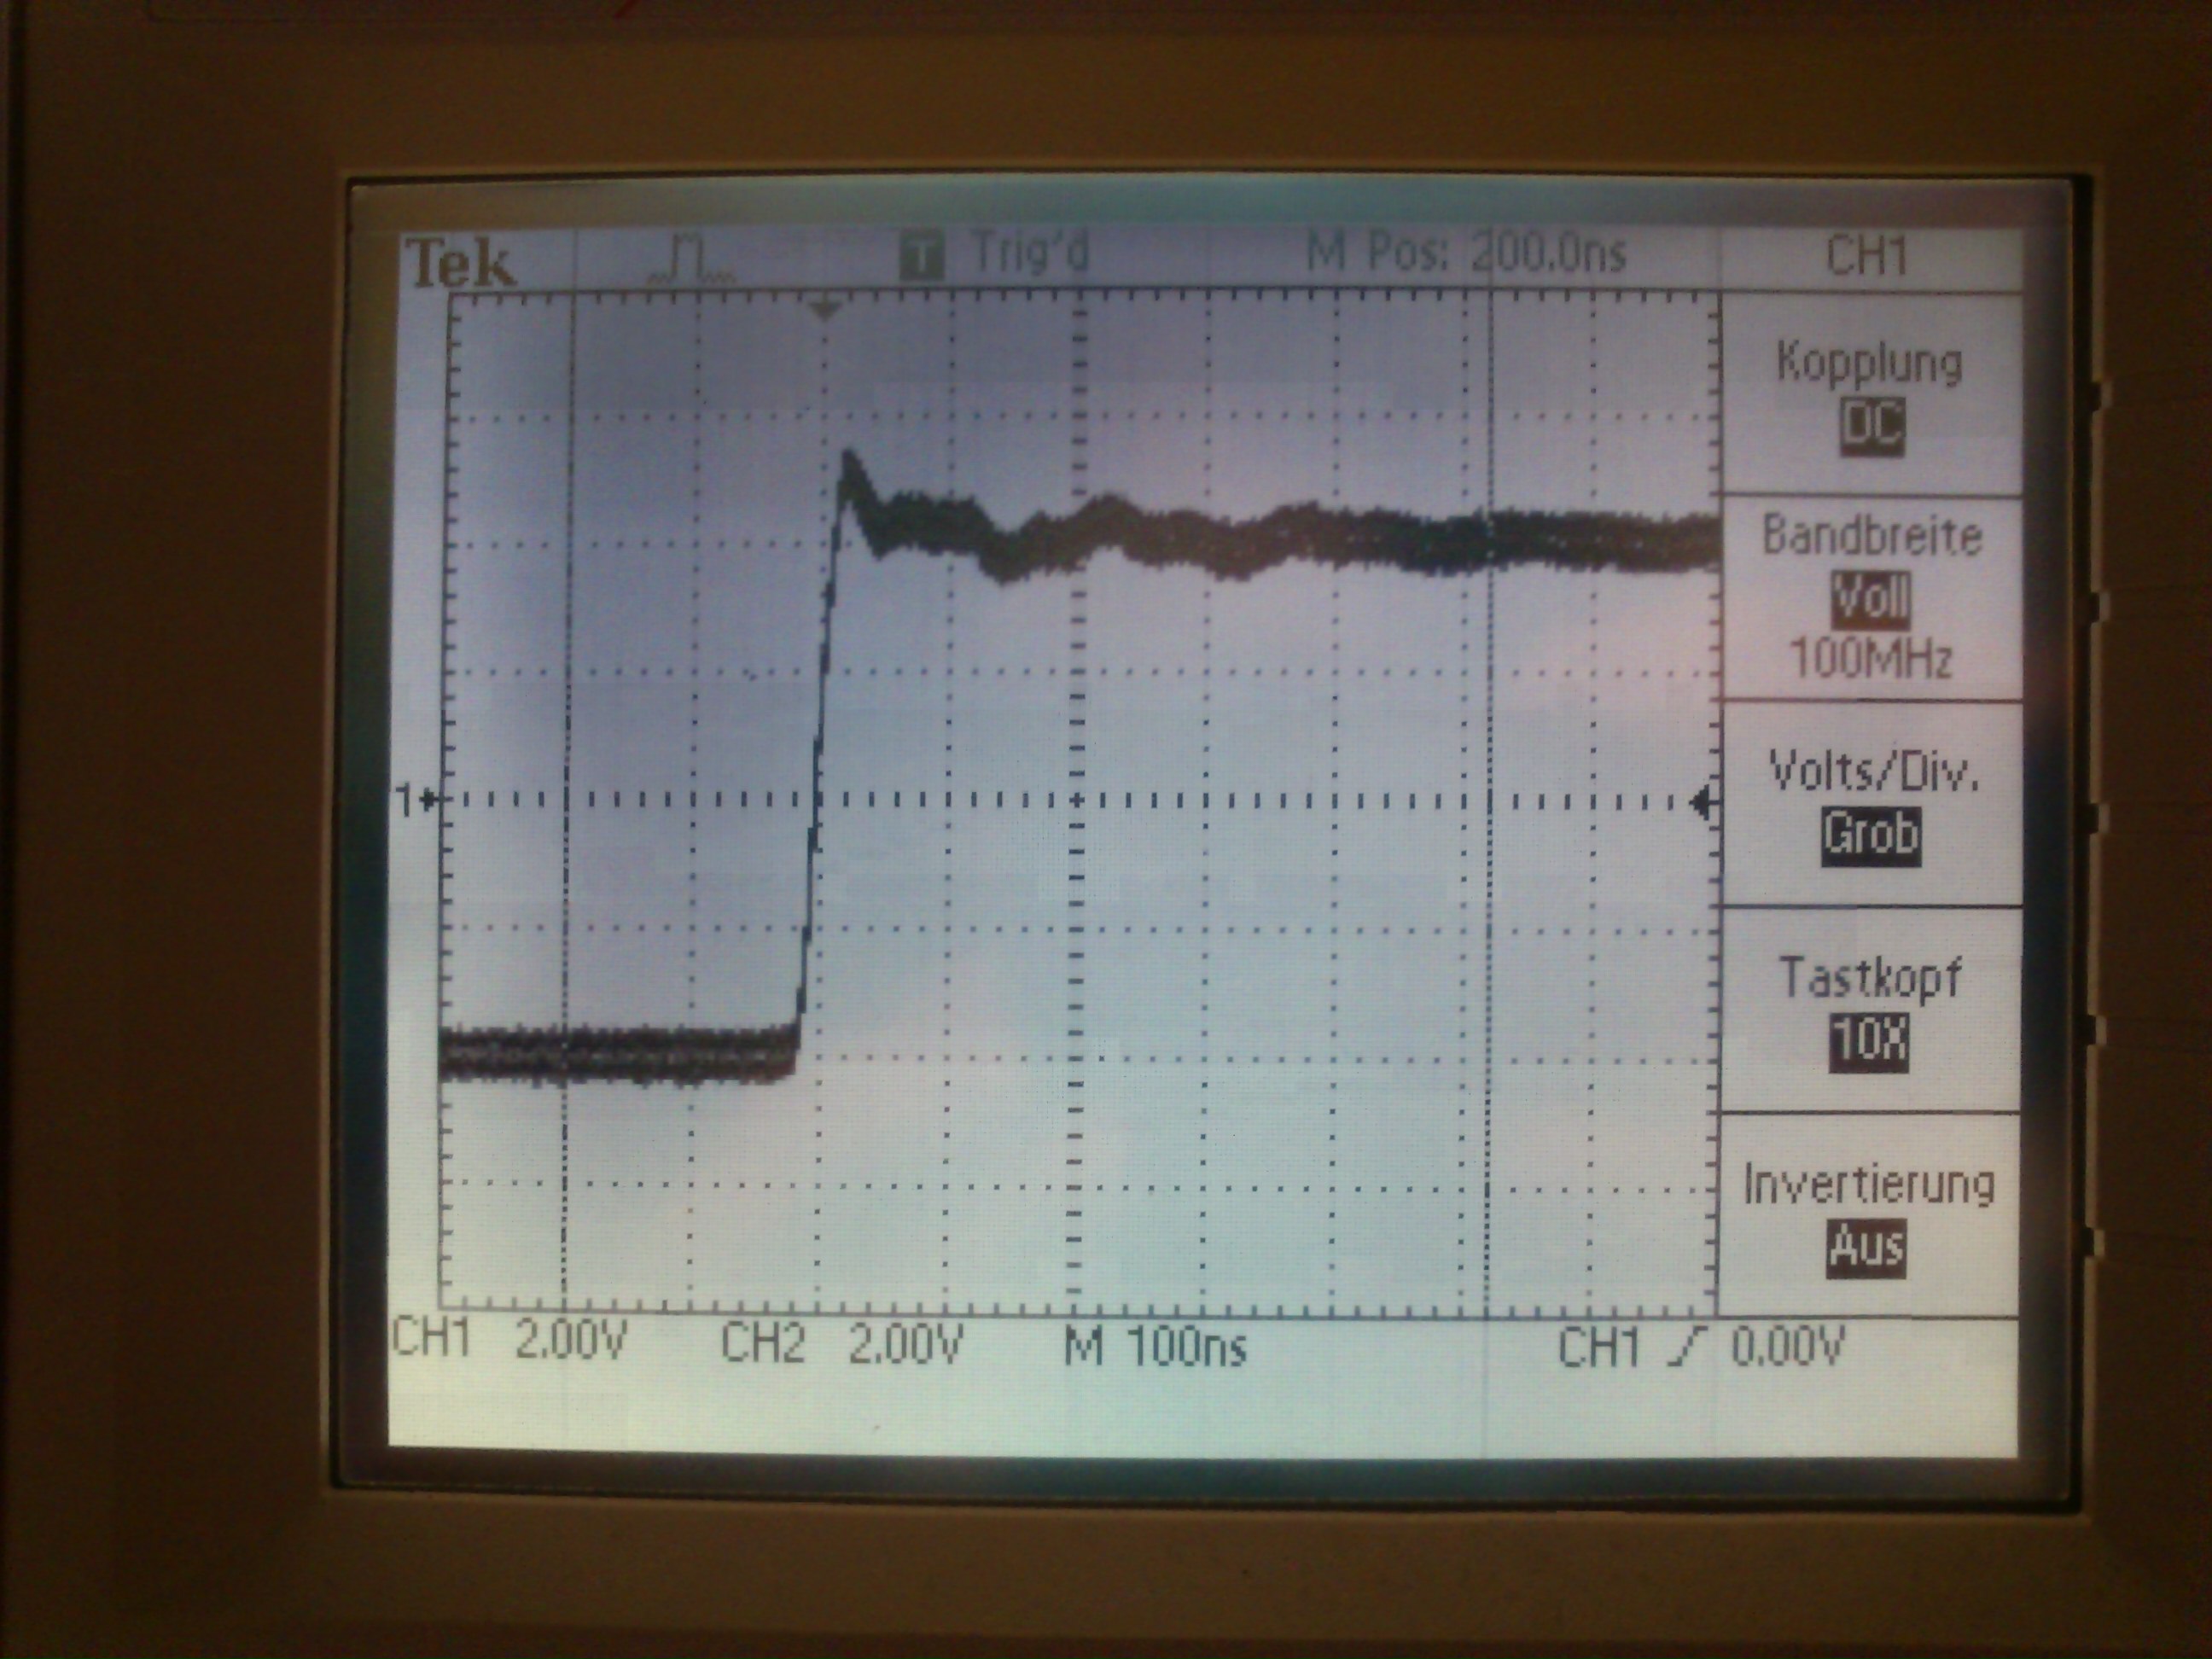 Tek T Trig'd M Pos: 200.0ns CH1
Kopplung
DC
Bandbreite
Voll
100MHz
Volts/Div.
1 Grob
Tastkopf
10X
Invertierung
Aus
CH1 2.00V CH2 2.00V M 100ns CH1 0.00V